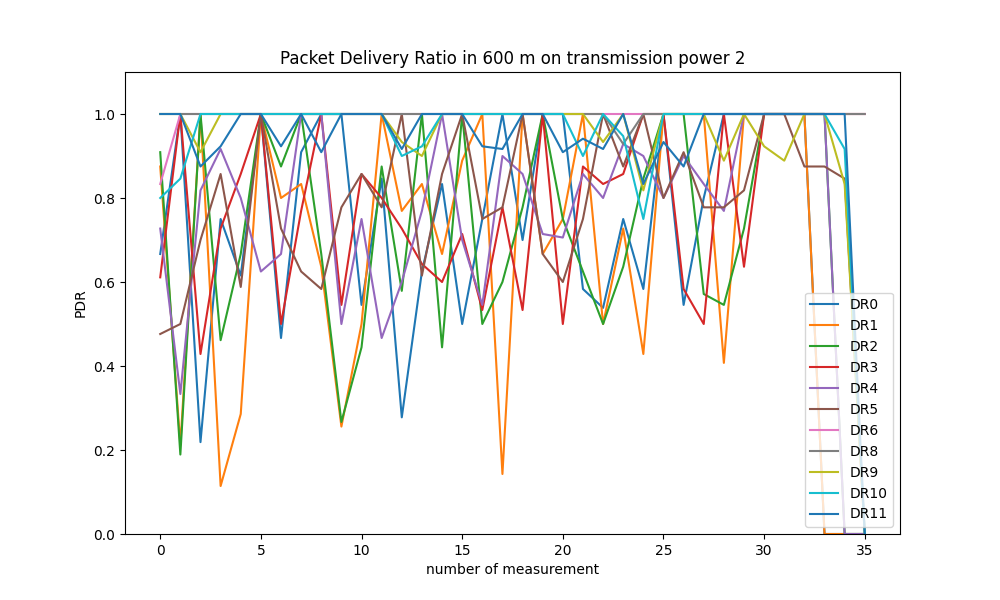 Packet Delivery Ratio in 600 m on transmission power 2
PDR
1.0
0.8
0.6
0.4
0.2
0.0
DR0
DR1
DR2
DR3
DR4
DR5
DR6
DR8
DR9
DR10
DR11
0 5 10 15 20 25 30 35
number of measurement